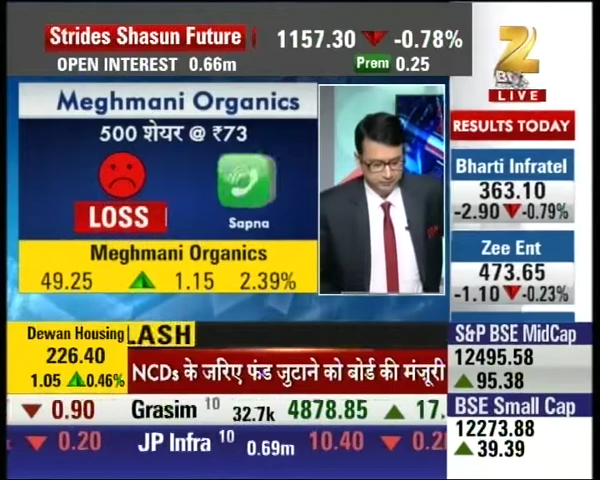 Strides Shasun Future
1157.30 -0.78%
OPEN INTEREST 0.66m
Prem 0.25
Z
LIVE
Meghmani Organics
500 शेयर @ ₹73
LOSS
Sapna
Meghmani Organics
49.25 1.15 2.39%
RESULTS TODAY
Bharti Infratel
363.10
-2.90 -0.79%
Zee Ent
473.65
-1.10 -0.23%
Dewan Housing
226.40
1.05 0.46%
LASH
NCDs के जरिए फंड जुटाने को बोर्ड की मंजूरी
S&P BSE MidCap
12495.58
95.38
BSE Small Cap
12273.88
39.39
0.90 Grasim 10 32.7k 4878.85 17.
0.20 JP Infra 10 0.69m 10.40 0.2